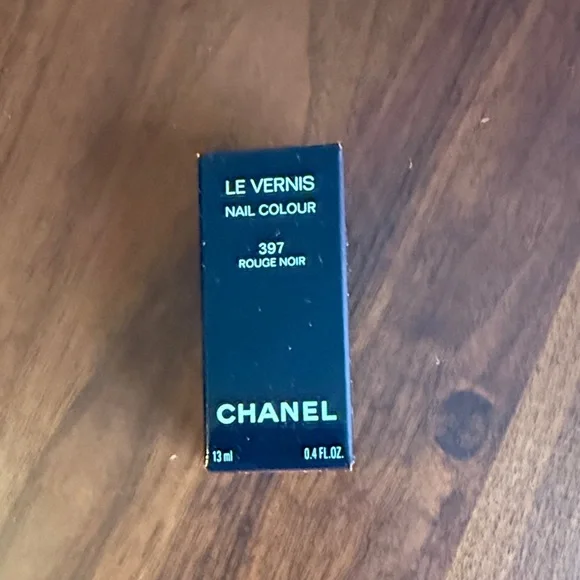 LE VERNIS
NAIL COLOUR
397
ROUGE NOIR
CHANEL
13 ml 0.4 FL.OZ.